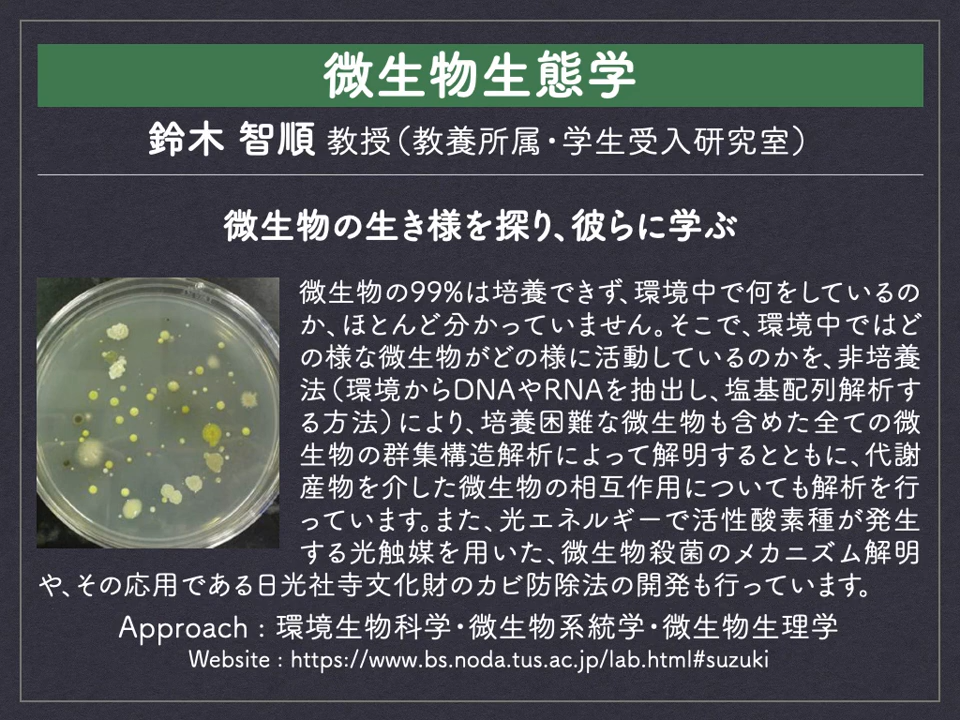 微生物生態学
鈴木 智順 教授（教養所属・学生受入研究室）
微生物の生き様を探り、彼らに学ぶ
微生物の99%は培養できず、環境中で何をしているの
か、ほとんど分かっていません。そこで、環境中ではど
の様な微生物がどの様に活動しているのかを、非培養
法（環境からDNAやRNAを抽出し、塩基配列解析す
る方法）により、培養困難な微生物も含めた全ての微
生物の群集構造解析によって解明するとともに、代謝
産物を介した微生物の相互作用についても解析を行
っています。また、光エネルギーで活性酸素種が発生
する光触媒を用いた、微生物殺菌のメカニズム解明
や、その応用である日光社寺文化財のカビ防除法の開発も行っています。
Approach : 環境生物科学・微生物系統学・微生物生理学
Website : https://www.bs.noda.tus.ac.jp/lab.html#suzuki